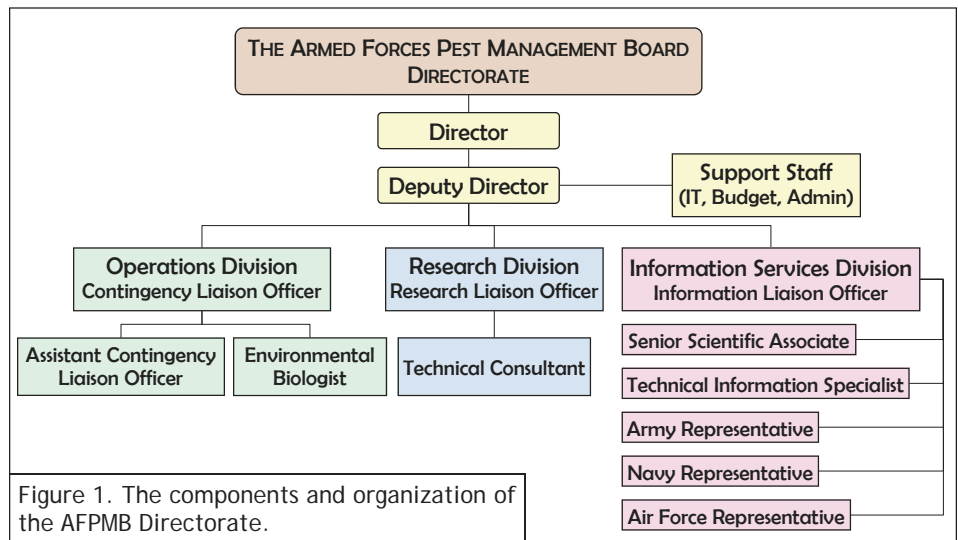 The Armed Forces Pest Management Board
Directorate
Director
Deputy Director
Support Staff
(IT, Budget, Admin)
Operations Division
Contingency Liaison Officer
Research Division
Research Liaison Officer
Information Services Division
Information Liaison Officer
Assistant Contingency
Liaison Officer
Environmental
Biologist
Technical Consultant
Senior Scientific Associate
Technical Information Specialist
Army Representative
Navy Representative
Air Force Representative
Figure 1. The components and organization of
the AFPMB Directorate.